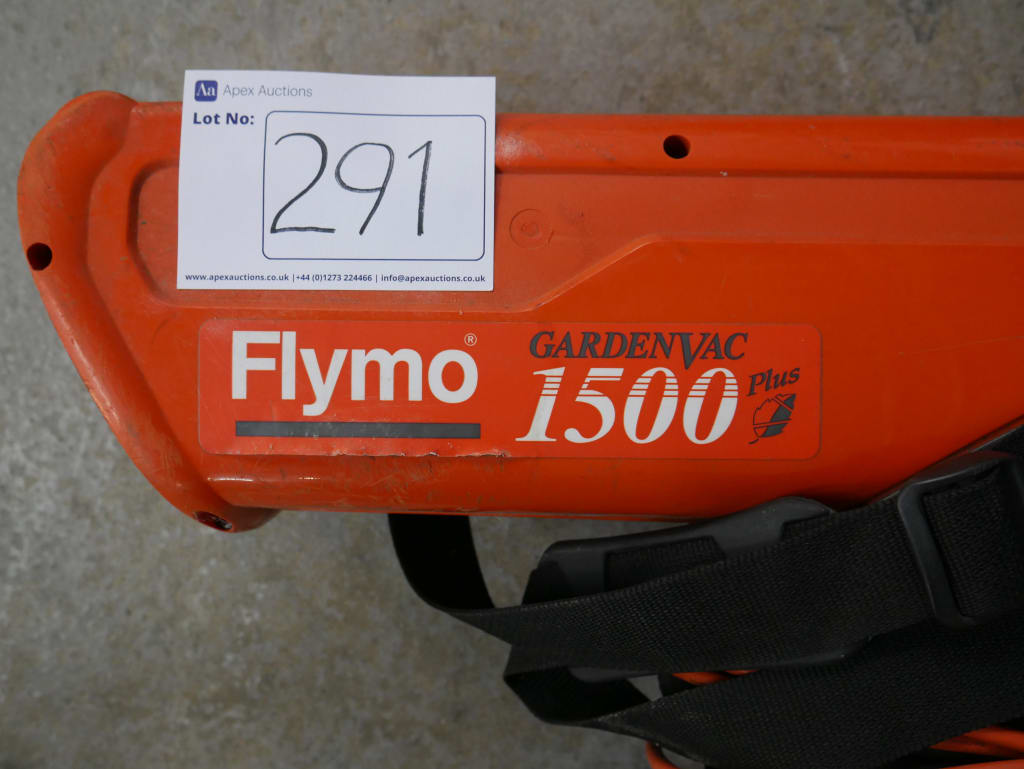 Aa Apex Auctions
Lot No:
291
www.apexauctions.co.uk |+44 (0)1273 224466 | info@apexauctions.co.uk
Flymo®
GARDENVAC
1500 Plus